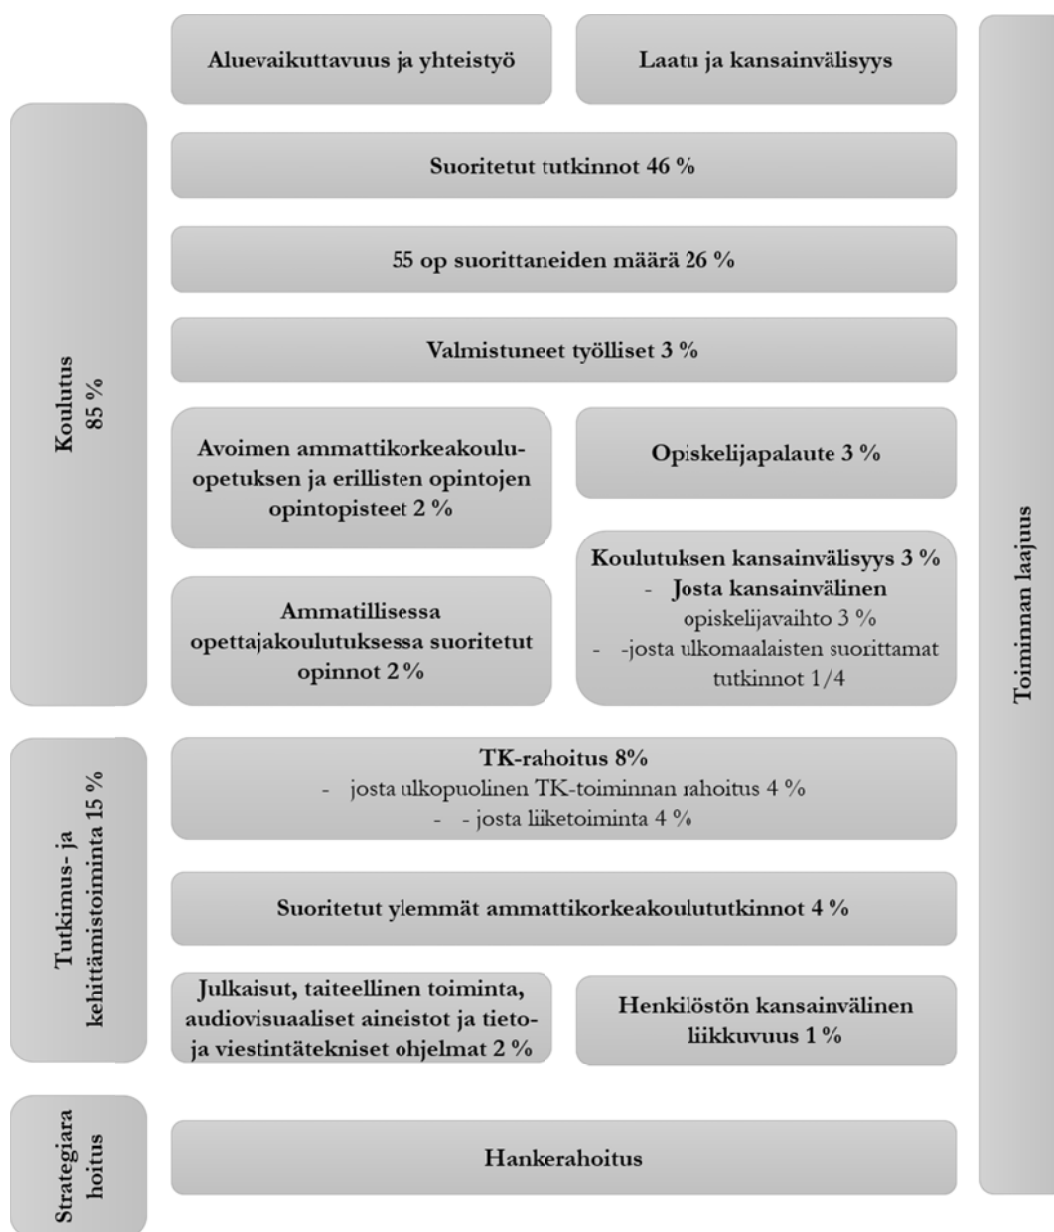 Aluevaikuttavuus ja yhteistyö
Laatu ja kansainvälisyys
Koulutus
85 %
Suoritetut tutkinnot 46 %
55 op suorittaneiden määrä 26 %
Valmistuneet työlliset 3 %
Avoimen ammattikorkeakoulu-
opetuksen ja erillisten opintojen
opintopisteet 2 %
Opiskelijapalaute 3 %
Ammatillisessa
opettajakoulutuksessa suoritetut
opinnot 2 %
Koulutuksen kansainvälisyys 3 %
- Josta kansainvälinen
opiskelijavaihto 3 %
- -josta ulkomaalaisten suorittamat
tutkinnot 1/4
Toiminnan laajuus
Tutkimus- ja
kehittämistoiminta 15 %
TK-rahoitus 8%
- josta ulkopuolinen TK-toiminnan rahoitus 4 %
- - josta liiketoiminta 4 %
Suoritetut ylemmät ammattikorkeakoulututkinnot 4 %
Julkaisut, taiteellinen toiminta,
audiovisuaaliset aineistot ja tieto-
ja viestintätekniset ohjelmat 2 %
Henkilöstön kansainvälinen
liikkuvuus 1 %
Strategiara
hoitus
Hankerahoitus